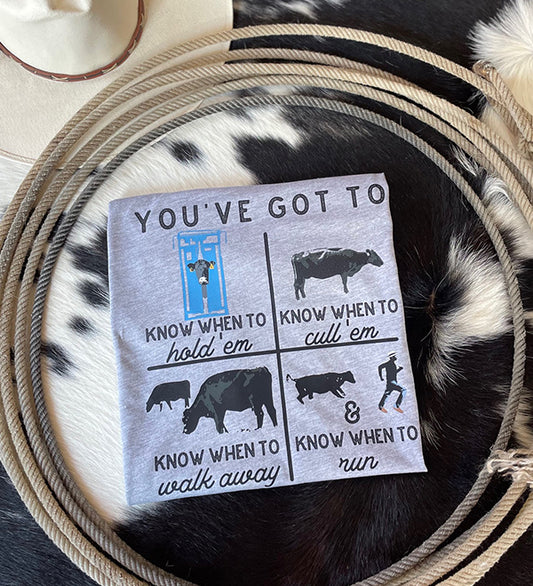 YOU'VE GOT TO
KNOW WHEN TO
hold 'em
KNOW WHEN TO
cull 'em
KNOW WHEN TO
walk away
&
KNOW WHEN TO
run